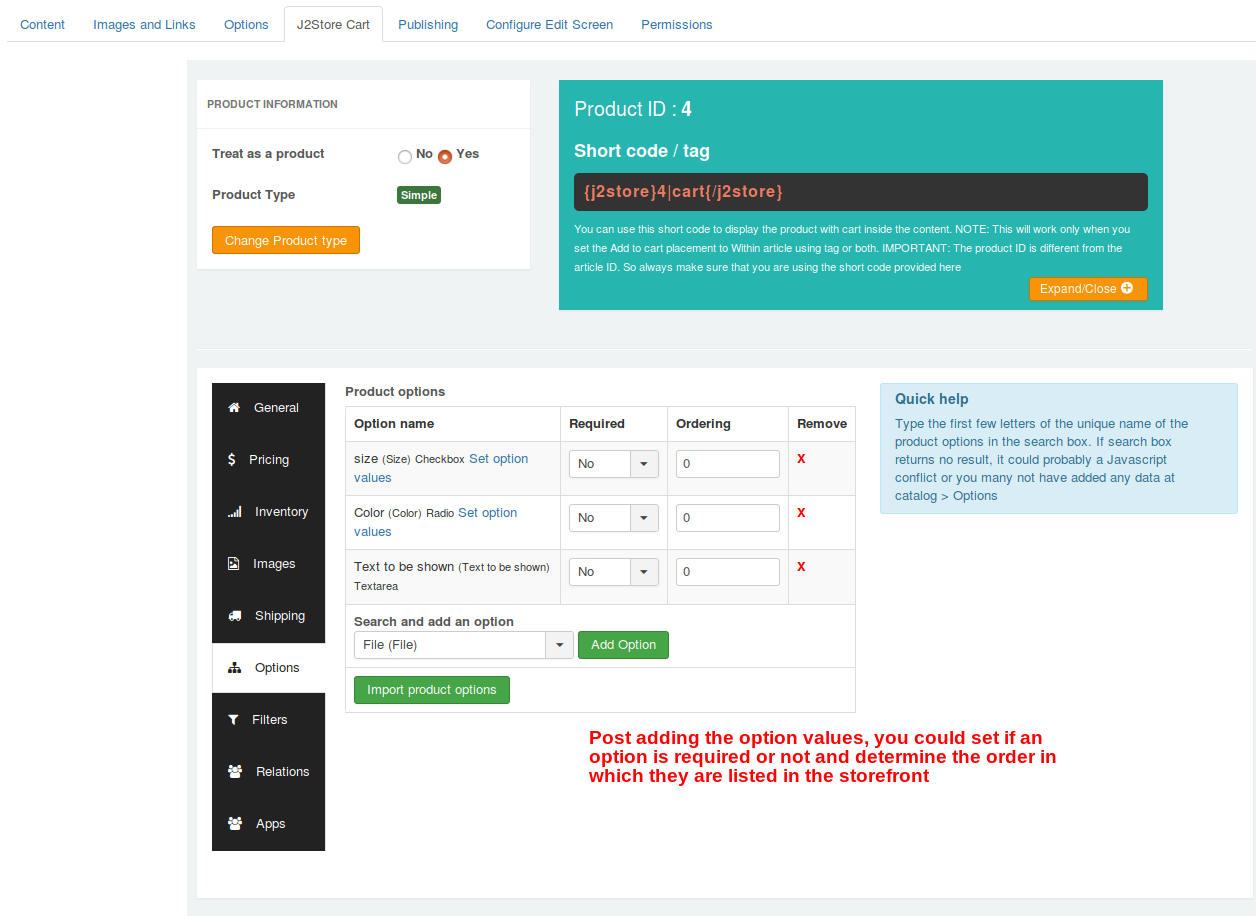 Content Images and Links Options J2Store Cart Publishing Configure Edit Screen Permissions
PRODUCT INFORMATION
Treat as a product No Yes
Product Type Simple
Change Product type
Product ID : 4
Short code / tag
{j2store}4|cart{/j2store}
You can use this short code to display the product with cart inside the content. NOTE: This will work only when you
set the Add to cart placement to Within article using tag or both. IMPORTANT: The product ID is different from the
article ID. So always make sure that you are using the short code provided here
Expand/Close
General
Pricing
Inventory
Images
Shipping
Options
Filters
Relations
Apps
Product options
Option name Required Ordering Remove
size (Size) Checkbox Set option
values
No 0 X
Color (Color) Radio Set option
values
No 0 X
Text to be shown (Text to be shown)
Textarea
No 0 X
Search and add an option
File (File) Add Option
Import product options
Quick help
Type the first few letters of the unique name of the
product options in the search box. If search box
returns no result, it could probably a Javascript
conflict or you many not have added any data at
catalog > Options
Post adding the option values, you could set if an
option is required or not and determine the order in
which they are listed in the storefront